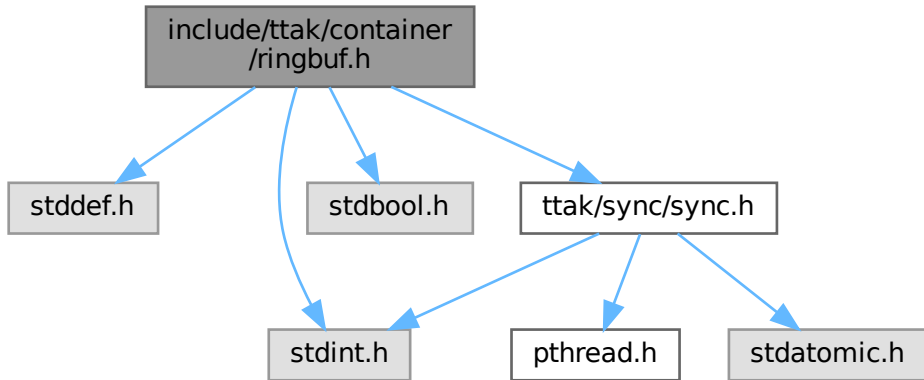 include/ttak/container
/ringbuf.h
stddef.h
stdbool.h
ttak/sync/sync.h
stdint.h
pthread.h
stdatomic.h